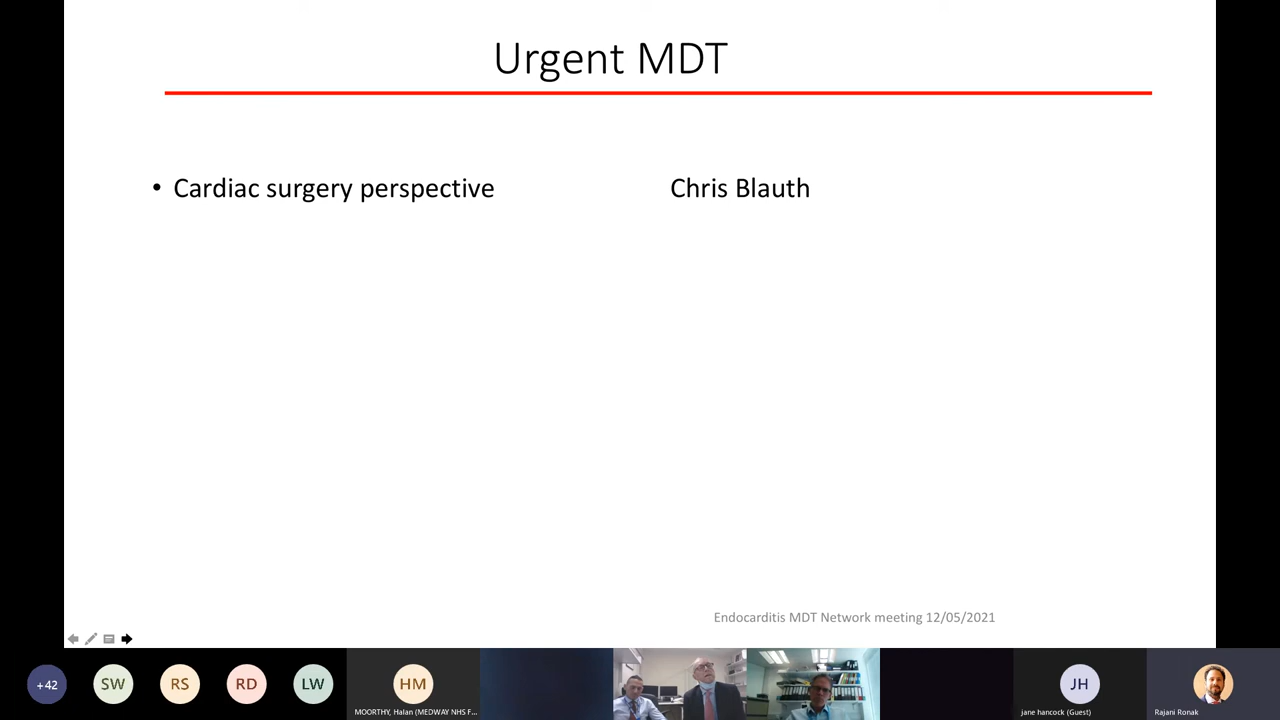 Urgent MDT
• Cardiac surgery perspective Chris Blauth
Endocarditis MDT Network meeting 12/05/2021
+42 SW RS RD LW HM JH
MOORTHY, Halan (MEDWAY NHS F... jane hancock (Guest) Rajani Ronak